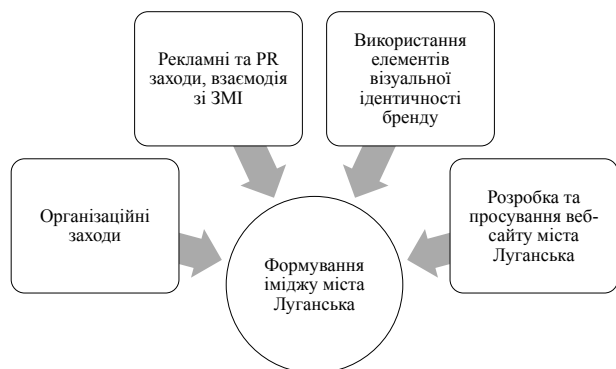 Рекламні та PR
заходи, взаємодія
зі ЗМІ
Використання
елементів
візуальної
ідентичності
бренду
Організаційні
заходи
Розробка та
просування веб-
сайту міста
Луганська
Формування
іміджу міста
Луганська